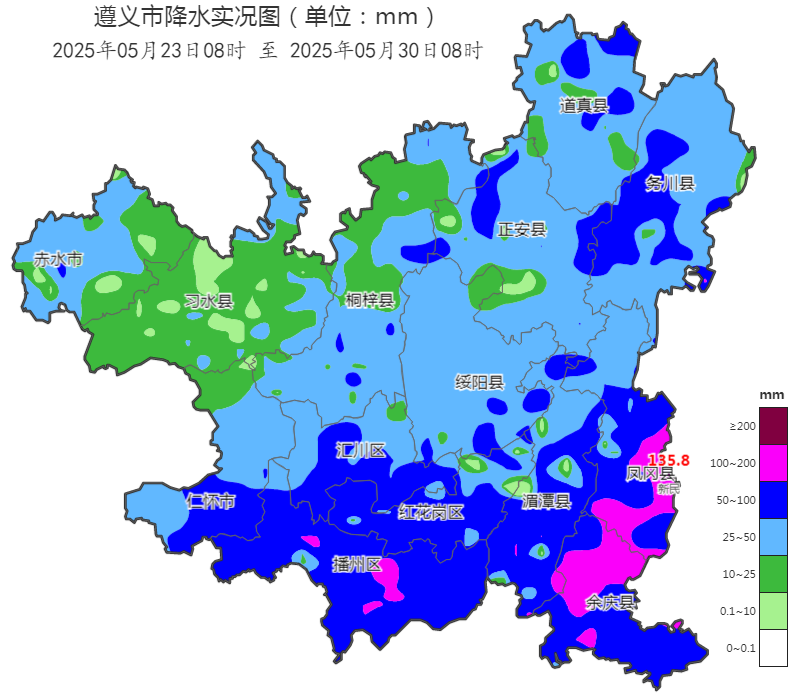 遵义市降水实况图（单位：mm）
2025年05月23日08时 至 2025年05月30日08时
道真县
务川县
正安县
赤水市
习水县
桐梓县
绥阳县
汇川区
135.8
凤冈县
新民
仁怀市
红花岗区
湄潭县
播州区
余庆县
mm
≥200
100~200
50~100
25~50
10~25
0.1~10
0~0.1